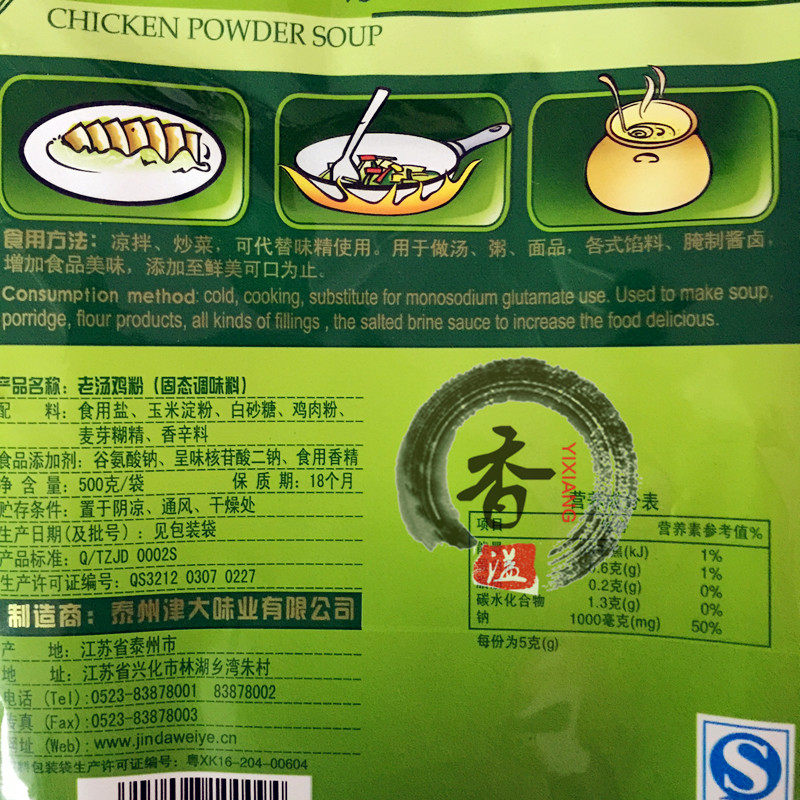 CHICKEN POWDER SOUP
食用方法：凉拌、炒菜，可代替味精使用。用于做汤、粥、面品，各式馅料、腌制酱卤，
增加食品美味，添加至鲜美可口为止。
Consumption method: cold, cooking, substitute for monosodium glutamate use. Used to make soup,
porridge, flour products, all kinds of fillings , the salted brine sauce to increase the food delicious.
产品名称：老汤鸡粉（固态调味料）
配 料：食用盐、玉米淀粉、白砂糖、鸡肉粉、
麦芽糊精、香辛料
食品添加剂：谷氨酸钠、呈味核苷酸二钠、食用香精
净 含 量：500克/袋 保 质 期：18个月
贮存条件：置于阴凉、通风、干燥处
生产日期(及批号)：见包装袋
产品标准：Q/TZJD 0002S
生产许可证编号：QS3212 0307 0227
制造商：泰州津大味业有限公司
产 地：江苏省泰州市
地 址：江苏省兴化市林湖乡湾朱村
电话 (Tel):0523-83878001 83878002
传真 (Fax):0523-83878003
网址 (Web):www.jindaweiye.cn
包装袋生产许可证编号：粤XK16-204-00604
香
YIXIANG
溢
营养成分表
项目 营养素参考值%
(kJ) 1%
.6克(g) 1%
0.2克(g) 0%
碳水化合物 1.3克(g) 0%
钠 1000毫克(mg) 50%
每份为5克(g)
S